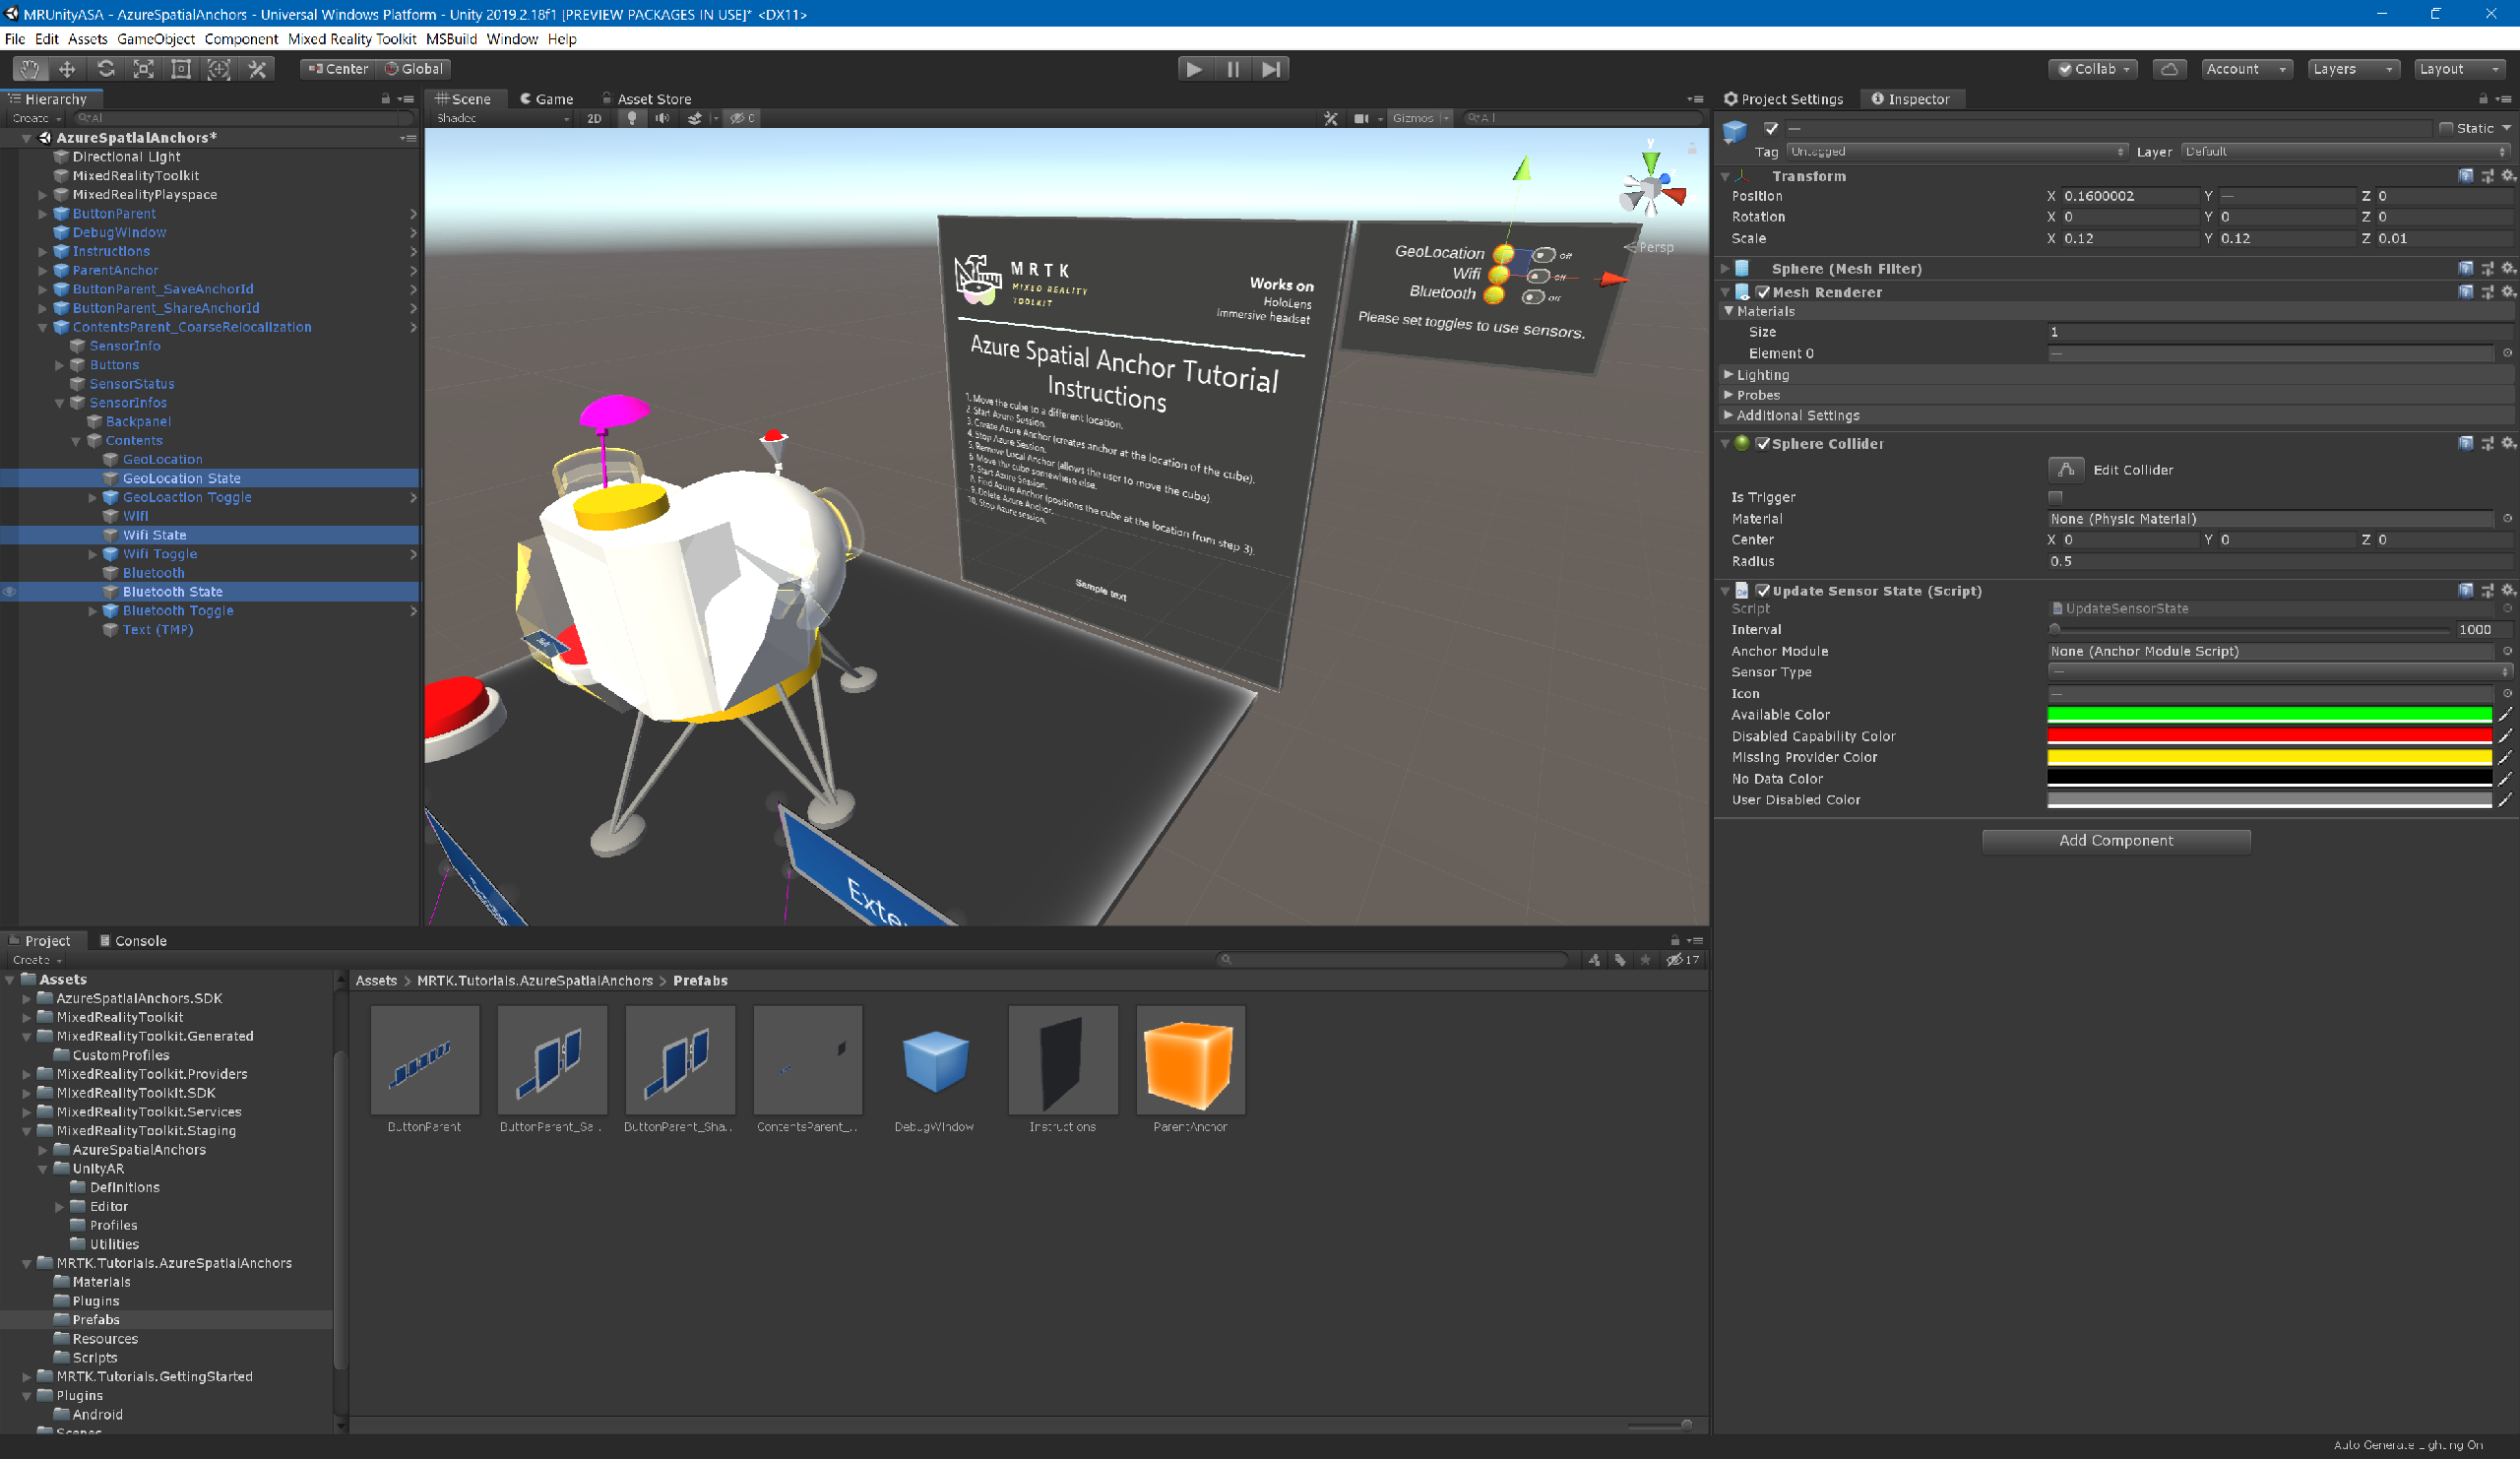 MRUnityASA - AzureSpatialAnchors - Universal Windows Platform - Unity 2019.2.18f1 [PREVIEW PACKAGES IN USE]* <DX11>
File Edit Assets GameObject Component Mixed Reality Toolkit MSBuild Window Help
Center Global
Collab Account Layers Layout
Hierarchy
Create All
AzureSpatialAnchors*
Directional Light
MixedRealityToolkit
MixedRealityPlayspace
ButtonParent
DebugWindow
Instructions
ParentAnchor
ButtonParent_SaveAnchorId
ButtonParent_ShareAnchorId
ContentsParent_CoarseRelocalization
SensorInfo
Buttons
SensorStatus
SensorInfos
Backpanel
Contents
GeoLocation
GeoLocation State
GeoLoaction Toggle
Wifi
Wifi State
Wifi Toggle
Bluetooth
Bluetooth State
Bluetooth Toggle
Text (TMP)
Scene Game Asset Store
Shaded 2D 0 Gizmos All
y
Persp
MRTK
MIXED REALITY
TOOLKIT
Works on
HoloLens
Immersive headset
Azure Spatial Anchor Tutorial
Instructions
1. Move the cube to a different location.
2. Start Azure Session.
3. Create Azure Anchor (creates anchor at the location of the cube).
4. Stop Azure Session.
5. Remove Local Anchor (allows the user to move the cube).
6. Move the cube somewhere else.
7. Start Azure Session.
8. Find Azure Anchor (positions the cube at the location from step 3).
9. Delete Azure Anchor.
10. Stop Azure session.
Sample text
GeoLocation Off
Wifi Off
Bluetooth Off
Please set toggles to use sensors.
Exte
Project Settings Inspector
— Static
Tag Untagged Layer Default
Transform
Position X 0.1600002 Y — Z 0
Rotation X 0 Y 0 Z 0
Scale X 0.12 Y 0.12 Z 0.01
Sphere (Mesh Filter)
Mesh Renderer
Materials
Size 1
Element 0 —
Lighting
Probes
Additional Settings
Sphere Collider
Edit Collider
Is Trigger
Material None (Physic Material)
Center X 0 Y 0 Z 0
Radius 0.5
Update Sensor State (Script)
Script UpdateSensorState
Interval 1000
Anchor Module None (Anchor Module Script)
Sensor Type —
Icon —
Available Color
Disabled Capability Color
Missing Provider Color
No Data Color
User Disabled Color
Add Component
Project Console
Create
17
Assets
AzureSpatialAnchors.SDK
MixedRealityToolkit
MixedRealityToolkit.Generated
CustomProfiles
MixedRealityToolkit.Providers
MixedRealityToolkit.SDK
MixedRealityToolkit.Services
MixedRealityToolkit.Staging
AzureSpatialAnchors
UnityAR
Definitions
Editor
Profiles
Utilities
MRTK.Tutorials.AzureSpatialAnchors
Materials
Plugins
Prefabs
Resources
Scripts
MRTK.Tutorials.GettingStarted
Plugins
Android
Scenes
Assets > MRTK.Tutorials.AzureSpatialAnchors > Prefabs
ButtonParent ButtonParent_Sa... ButtonParent_Sha... ContentsParent_... DebugWindow Instructions ParentAnchor
Auto Generate Lighting On